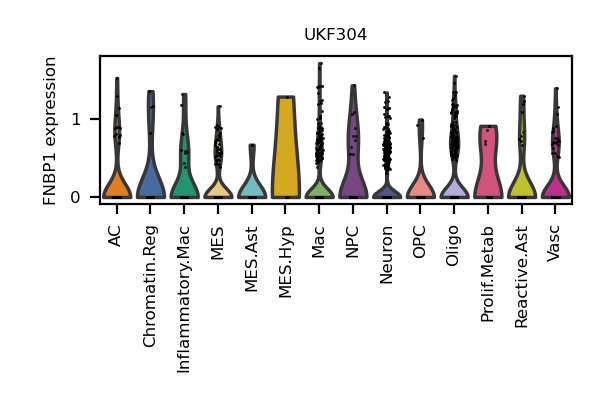 UKF304
FNBP1 expression
1
0
AC
Chromatin.Reg
Inflammatory.Mac
MES
MES.Ast
MES.Hyp
Mac
NPC
Neuron
OPC
Oligo
Prolif.Metab
Reactive.Ast
Vasc